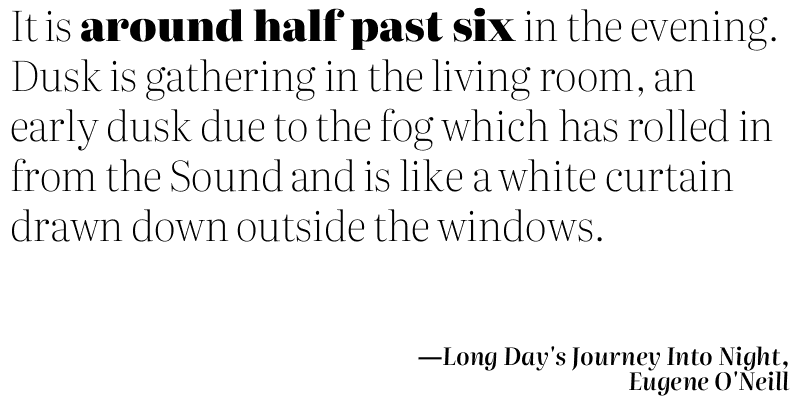 It is around half past six in the evening.
Dusk is gathering in the living room, an
early dusk due to the fog which has rolled in
from the Sound and is like a white curtain
drawn down outside the windows.
—Long Day's Journey Into Night,
Eugene O'Neill